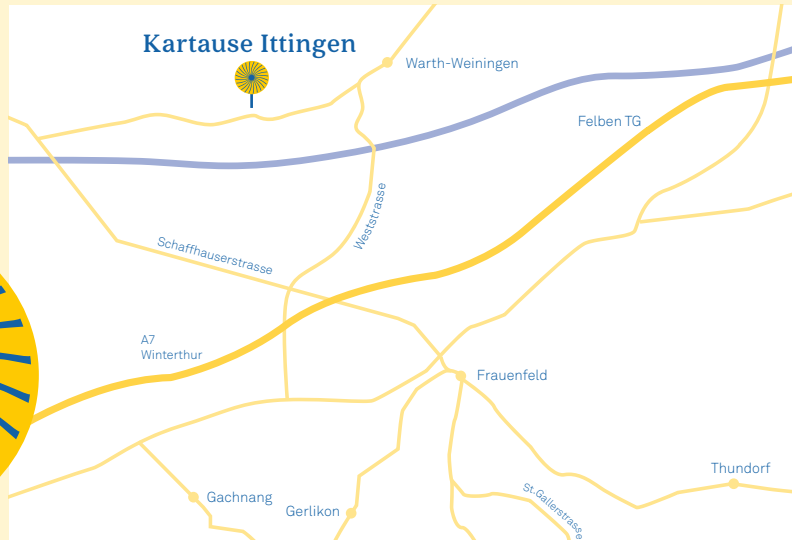 Kartause Ittingen
Warth-Weiningen
Felben TG
Weststrasse
Schaffhauserstrasse
A7
Winterthur
Frauenfeld
Thundorf
Gachnang
Gerlikon
St.Gallerstrasse